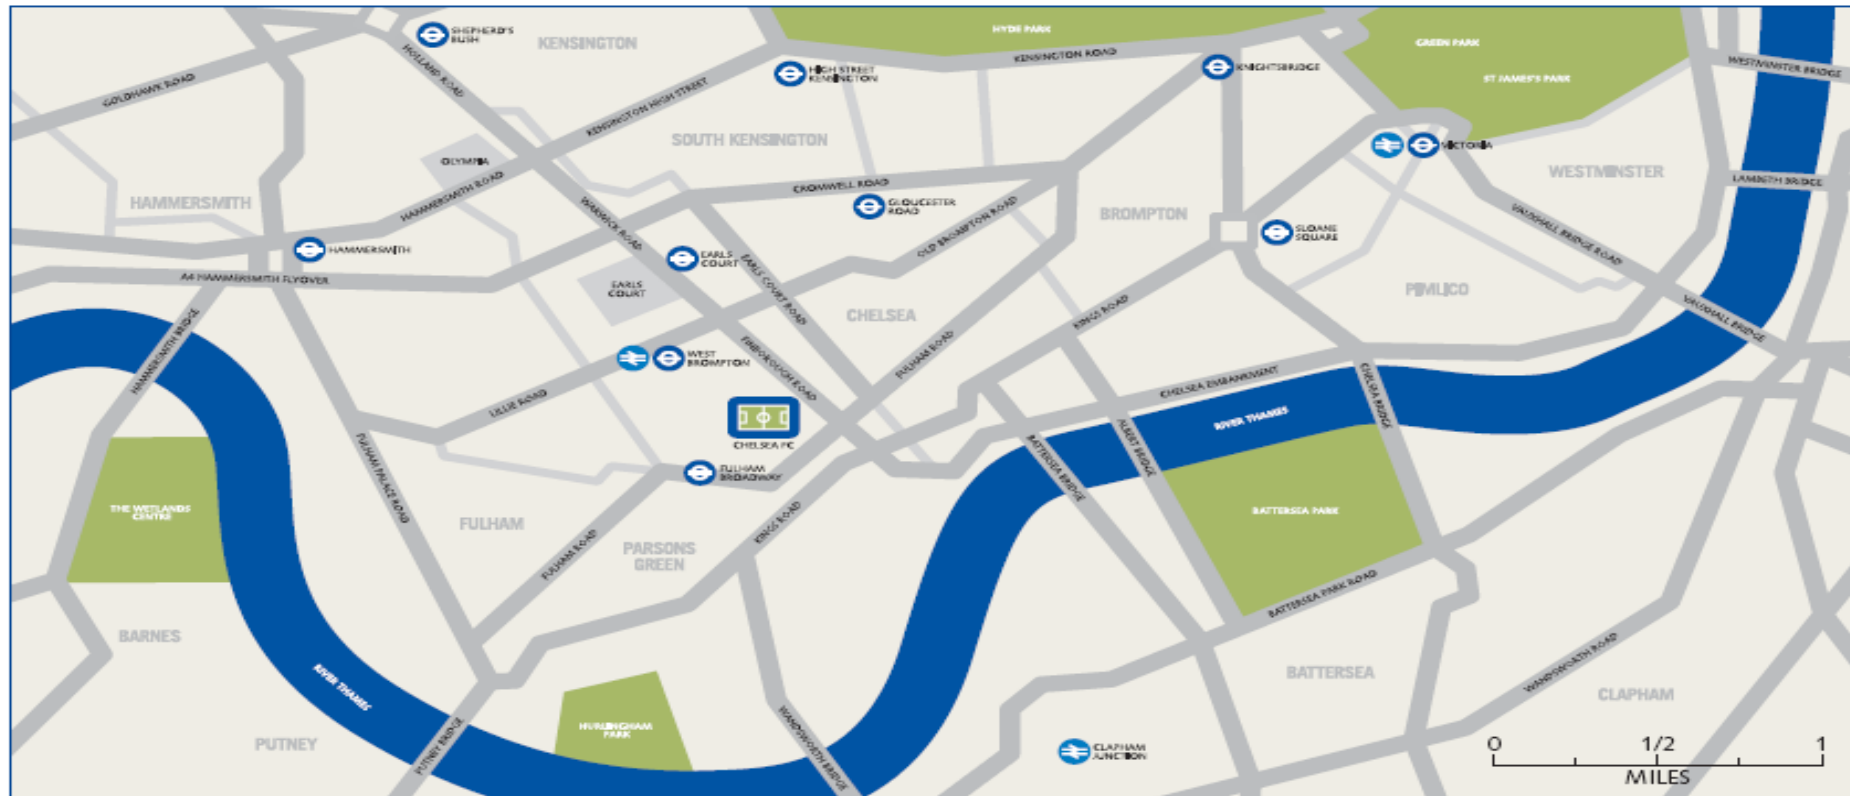 SHEPHERD'S
BUSH
KENSINGTON
HYDE PARK
GREEN PARK
ST JAMES'S PARK
WESTMINSTER BRIDGE
GOLDHAWK ROAD
HOLLAND ROAD
HIGH STREET
KENSINGTON
KENSINGTON ROAD
KNIGHTSBRIDGE
KENSINGTON HIGH STREET
SOUTH KENSINGTON
VICTORIA
OLYMPIA
WESTMINSTER
LAMBETH BRIDGE
HAMMERSMITH
HAMMERSMITH ROAD
WARWICK ROAD
CROMWELL ROAD
GLOUCESTER
ROAD
OLD BROMPTON ROAD
BROMPTON
SLOANE
SQUARE
VAUXHALL BRIDGE ROAD
HAMMERSMITH
A4 HAMMERSMITH FLYOVER
EARLS
COURT
EARLS
COURT
EARLS COURT ROAD
CHELSEA
PIMLICO
KINGS ROAD
VAUXHALL BRIDGE
HAMMERSMITH BRIDGE
WEST
BROMPTON
FINBOROUGH ROAD
FULHAM ROAD
CHELSEA EMBANKMENT
CHELSEA BRIDGE
LILLIE ROAD
CHELSEA FC
RIVER THAMES
ALBERT BRIDGE
BATTERSEA BRIDGE
FULHAM PALACE ROAD
FULHAM
BROADWAY
THE WETLANDS
CENTRE
FULHAM
KINGS ROAD
BATTERSEA PARK
FULHAM ROAD
PARSONS
GREEN
BATTERSEA PARK ROAD
BARNES
RIVER THAMES
BATTERSEA
WANDSWORTH ROAD
CLAPHAM
PUTNEY
PUTNEY BRIDGE
HURLINGHAM
PARK
WANDSWORTH BRIDGE
CLAPHAM
JUNCTION
0 1/2 1
MILES